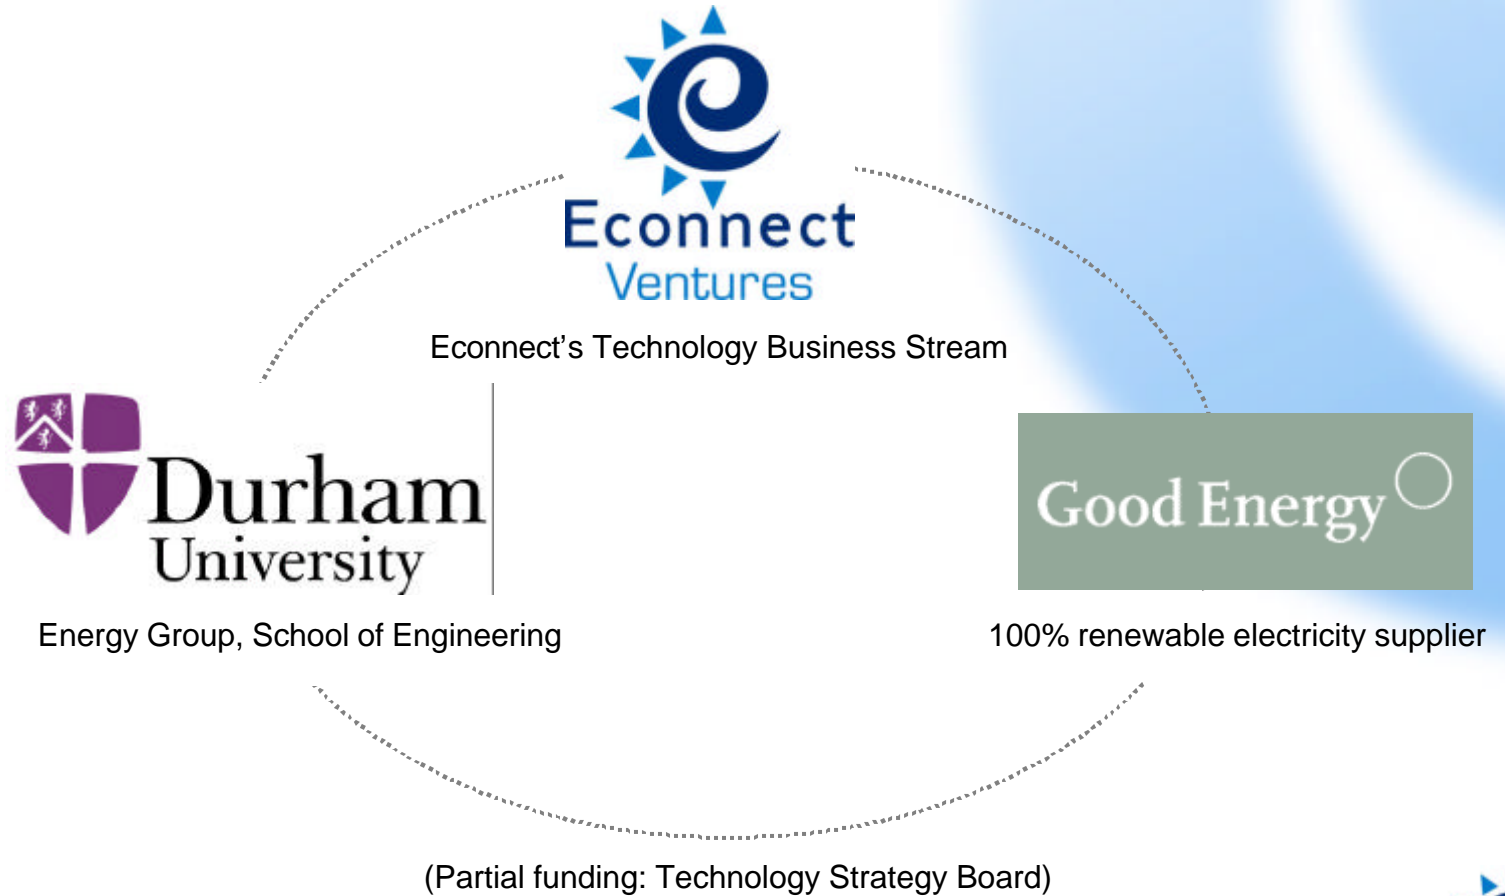 Econnect
Ventures
Econnect’s Technology Business Stream
Durham
University
Energy Group, School of Engineering
Good Energy
100% renewable electricity supplier
(Partial funding: Technology Strategy Board)